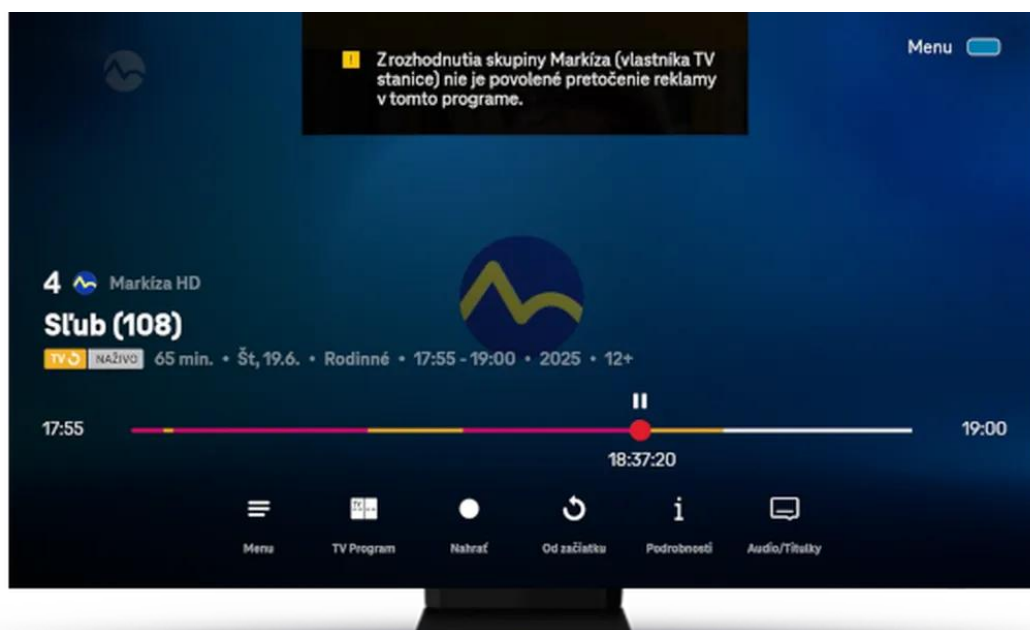 Z rozhodnutia skupiny Markíza (vlastníka TV
stanice) nie je povolené pretočenie reklamy
v tomto programe.
Menu
4 Markíza HD
Sľub (108)
TV NAŽIVO 65 min. • Št, 19.6. • Rodinné • 17:55 - 19:00 • 2025 • 12+
17:55 19:00
18:37:20
Menu TV Program Nahrať Od začiatku Podrobnosti Audio/Titulky